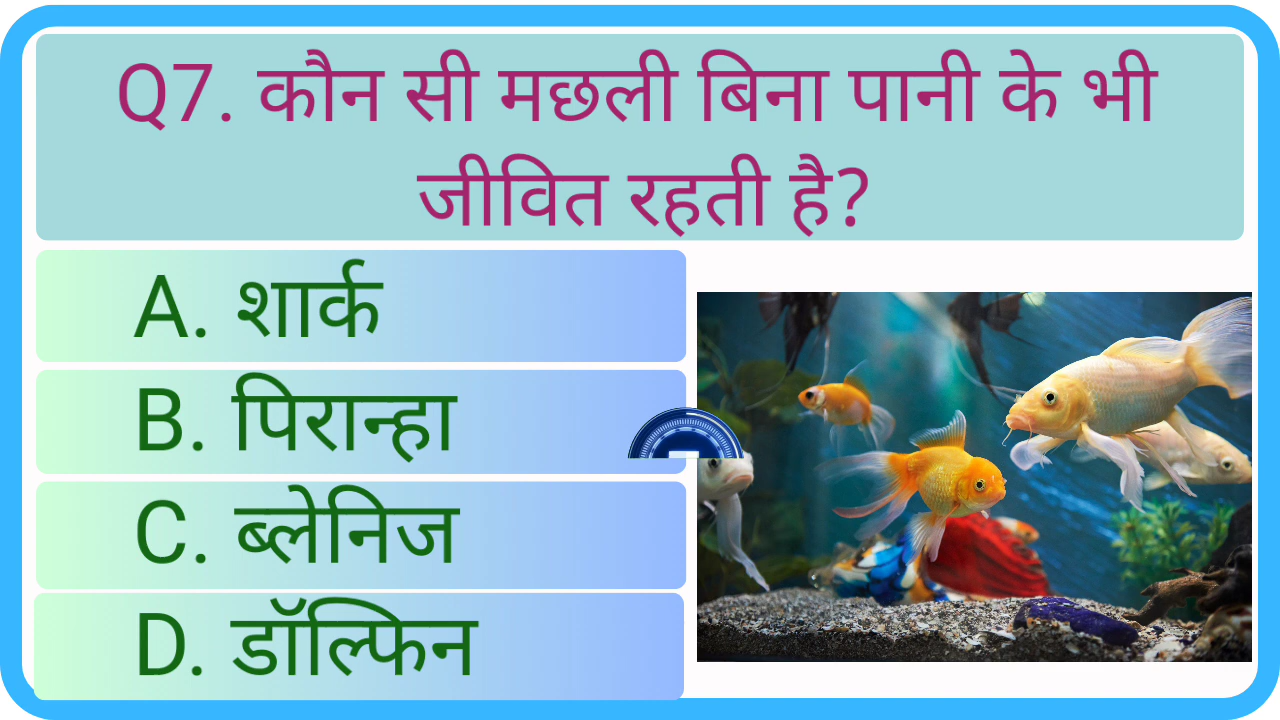 Q7. कौन सी मछली बिना पानी के भी
जीवित रहती है?
A. शार्क
B. पिरान्हा
C. ब्लेनिज
D. डॉल्फिन